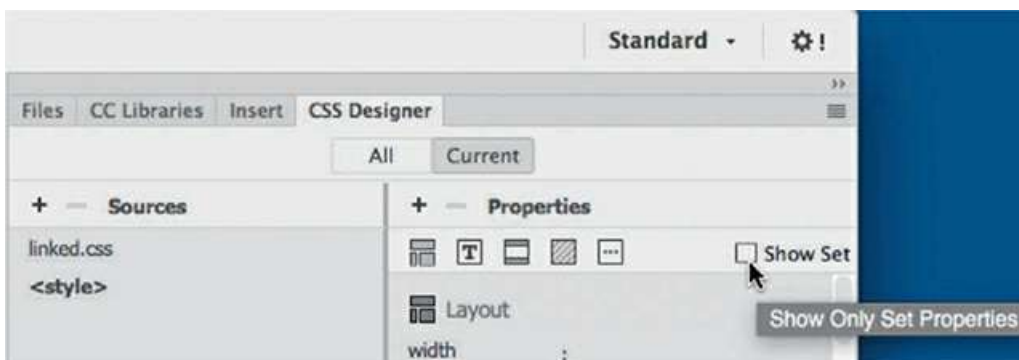 Standard
!
Files CC Libraries Insert CSS Designer
All Current
+ − Sources
+ − Properties
linked.css
T
Show Set
<style>
Layout
Show Only Set Properties
width :